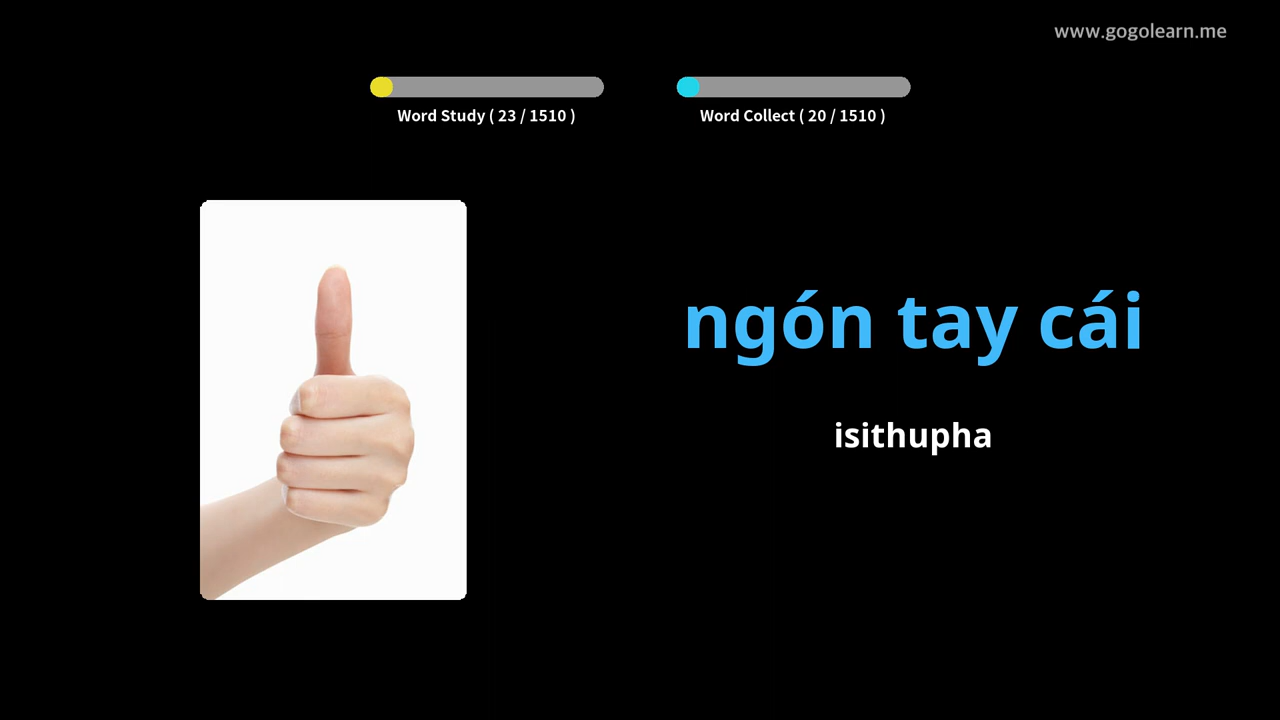 www.gogolearn.me
Word Study ( 23 / 1510 )
Word Collect ( 20 / 1510 )
ngón tay cái
isithupha